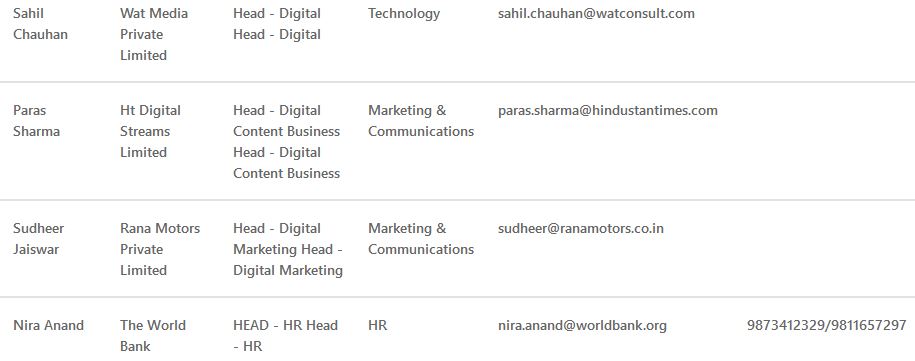 Sahil Chauhan
Wat Media Private Limited
Head - Digital Head - Digital
Technology
sahil.chauhan@watconsult.com
Paras Sharma
Ht Digital Streams Limited
Head - Digital Content Business Head - Digital Content Business
Marketing & Communications
paras.sharma@hindustantimes.com
Sudheer Jaiswar
Rana Motors Private Limited
Head - Digital Marketing Head - Digital Marketing
Marketing & Communications
sudheer@ranamotors.co.in
Nira Anand
The World Bank
HEAD - HR Head - HR
HR
nira.anand@worldbank.org
9873412329/9811657297